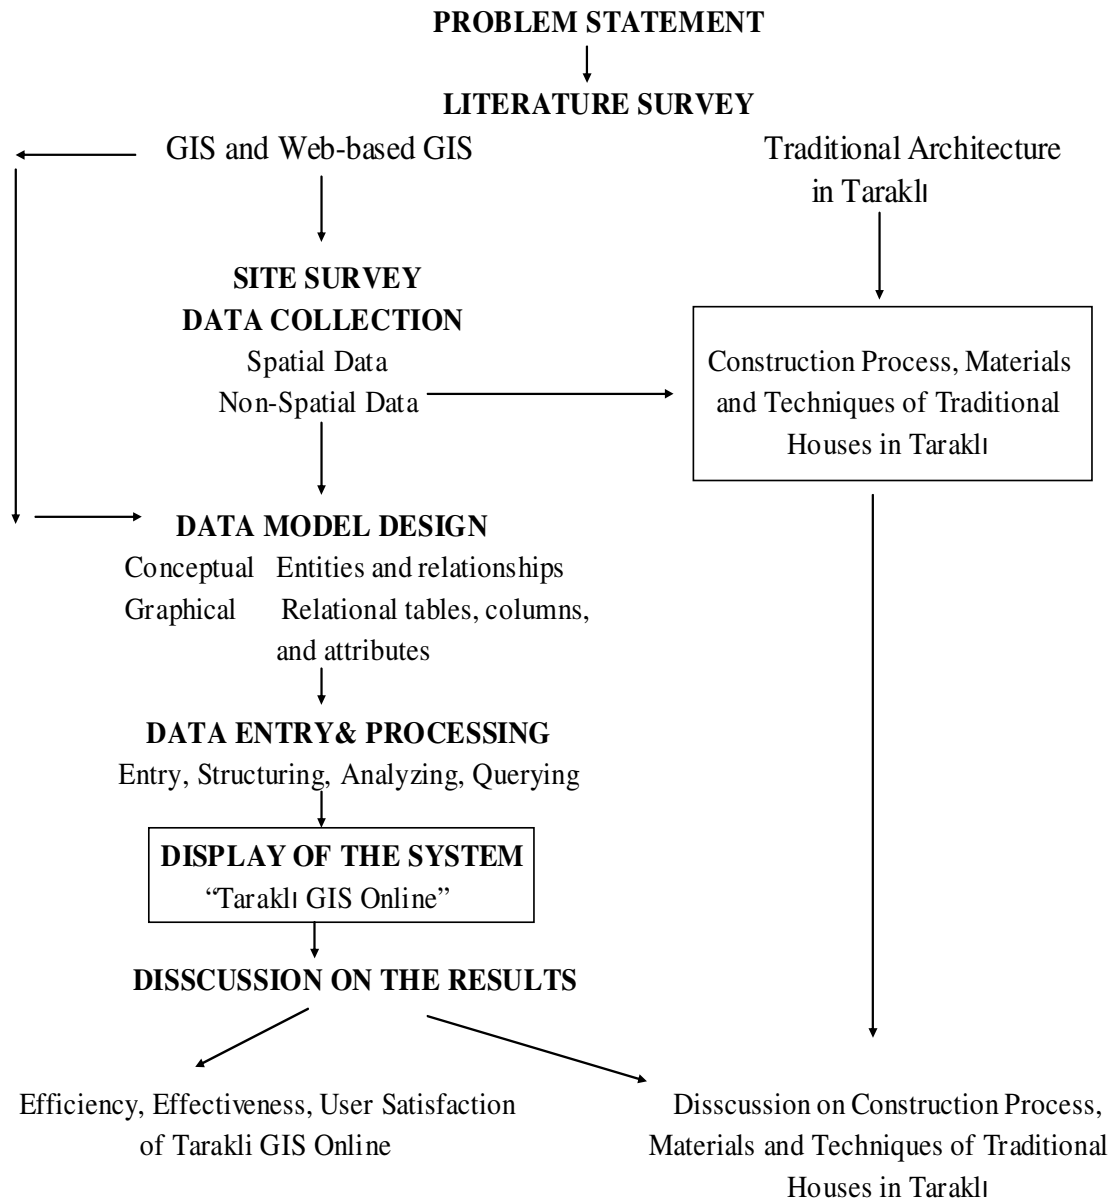 PROBLEM STATEMENT
LITERATURE SURVEY
GIS and Web-based GIS
Traditional Architecture
in Taraklı
SITE SURVEY
DATA COLLECTION
Spatial Data
Non-Spatial Data
Construction Process, Materials
and Techniques of Traditional
Houses in Taraklı
DATA MODEL DESIGN
Conceptual Entities and relationships
Graphical Relational tables, columns,
and attributes
DATA ENTRY& PROCESSING
Entry, Structuring, Analyzing, Querying
DISPLAY OF THE SYSTEM
“Taraklı GIS Online”
DISSCUSSION ON THE RESULTS
Efficiency, Effectiveness, User Satisfaction
of Tarakli GIS Online
Disscussion on Construction Process,
Materials and Techniques of Traditional
Houses in Taraklı